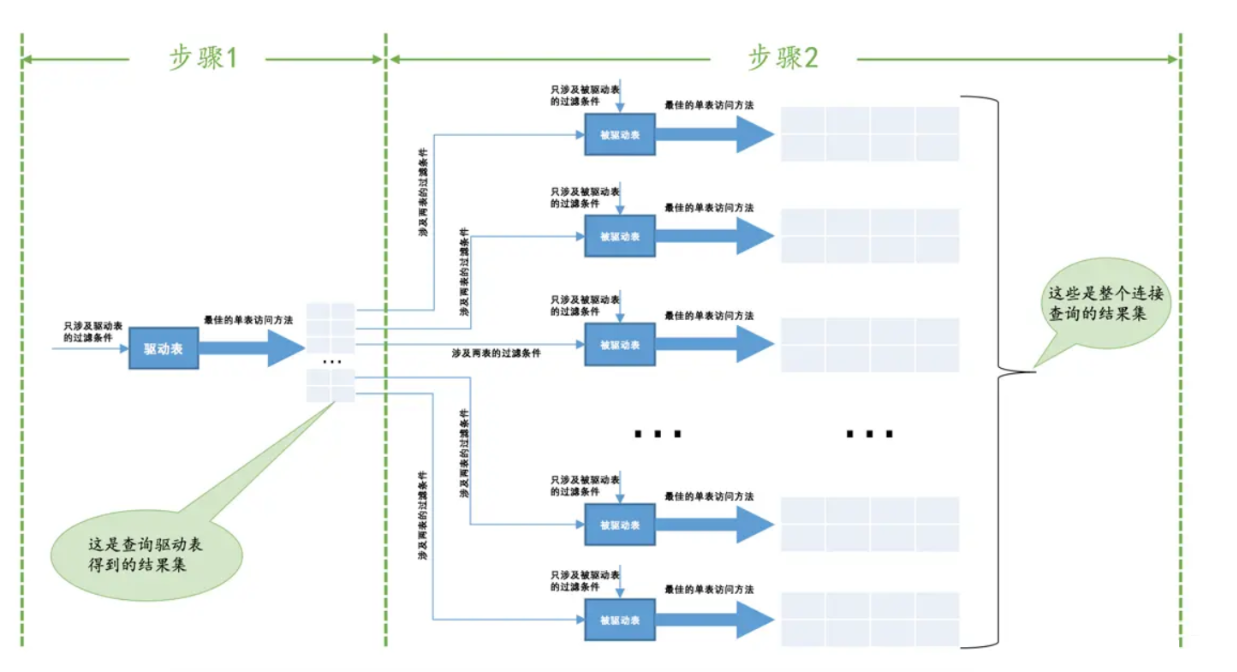 步骤1
步骤2
只涉及驱动表
的过滤条件
驱动表
最佳的单表访问方法
...
这是查询驱动表
得到的结果集
涉及两表的过滤条件
涉及两表的过滤条件
涉及两表的过滤条件
涉及两表的过滤条件
涉及两表的过滤条件
只涉及被驱动表
的过滤条件
被驱动表
最佳的单表访问方法
只涉及被驱动表
的过滤条件
被驱动表
最佳的单表访问方法
只涉及被驱动表
的过滤条件
被驱动表
最佳的单表访问方法
... ...
只涉及被驱动表
的过滤条件
被驱动表
最佳的单表访问方法
只涉及被驱动表
的过滤条件
被驱动表
最佳的单表访问方法
这些是整个连接
查询的结果集